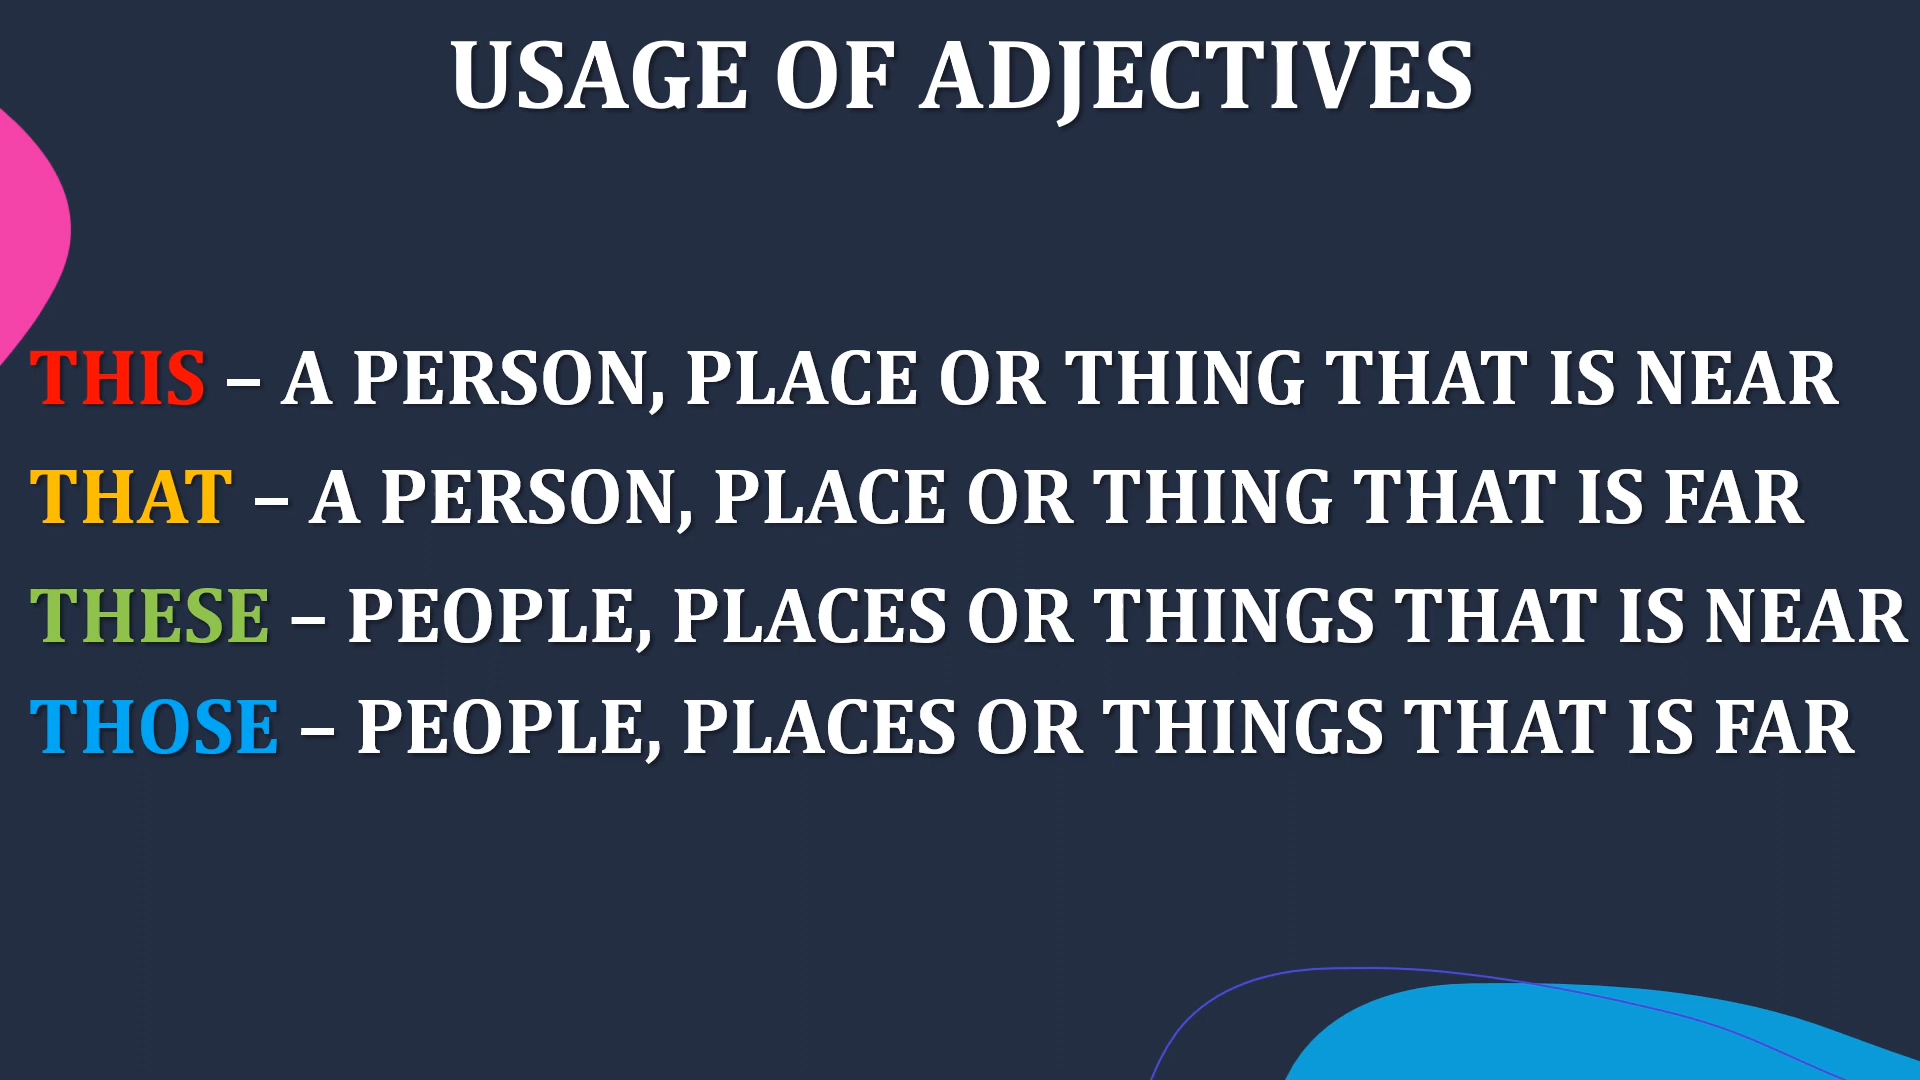 USAGE OF ADJECTIVES
THIS – A PERSON, PLACE OR THING THAT IS NEAR
THAT – A PERSON, PLACE OR THING THAT IS FAR
THESE – PEOPLE, PLACES OR THINGS THAT IS NEAR
THOSE – PEOPLE, PLACES OR THINGS THAT IS FAR